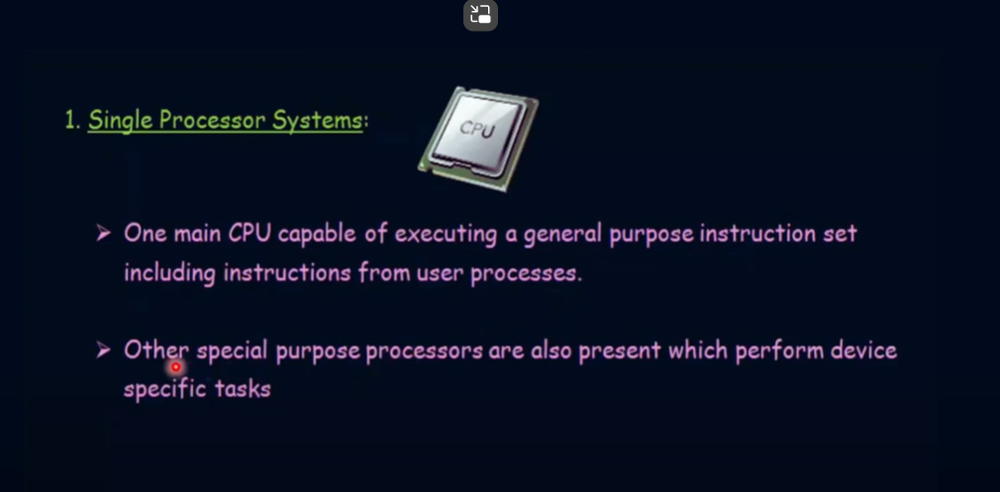 1. Single Processor Systems:
CPU
➢ One main CPU capable of executing a general purpose instruction set
including instructions from user processes.
➢ Other special purpose processors are also present which perform device
specific tasks